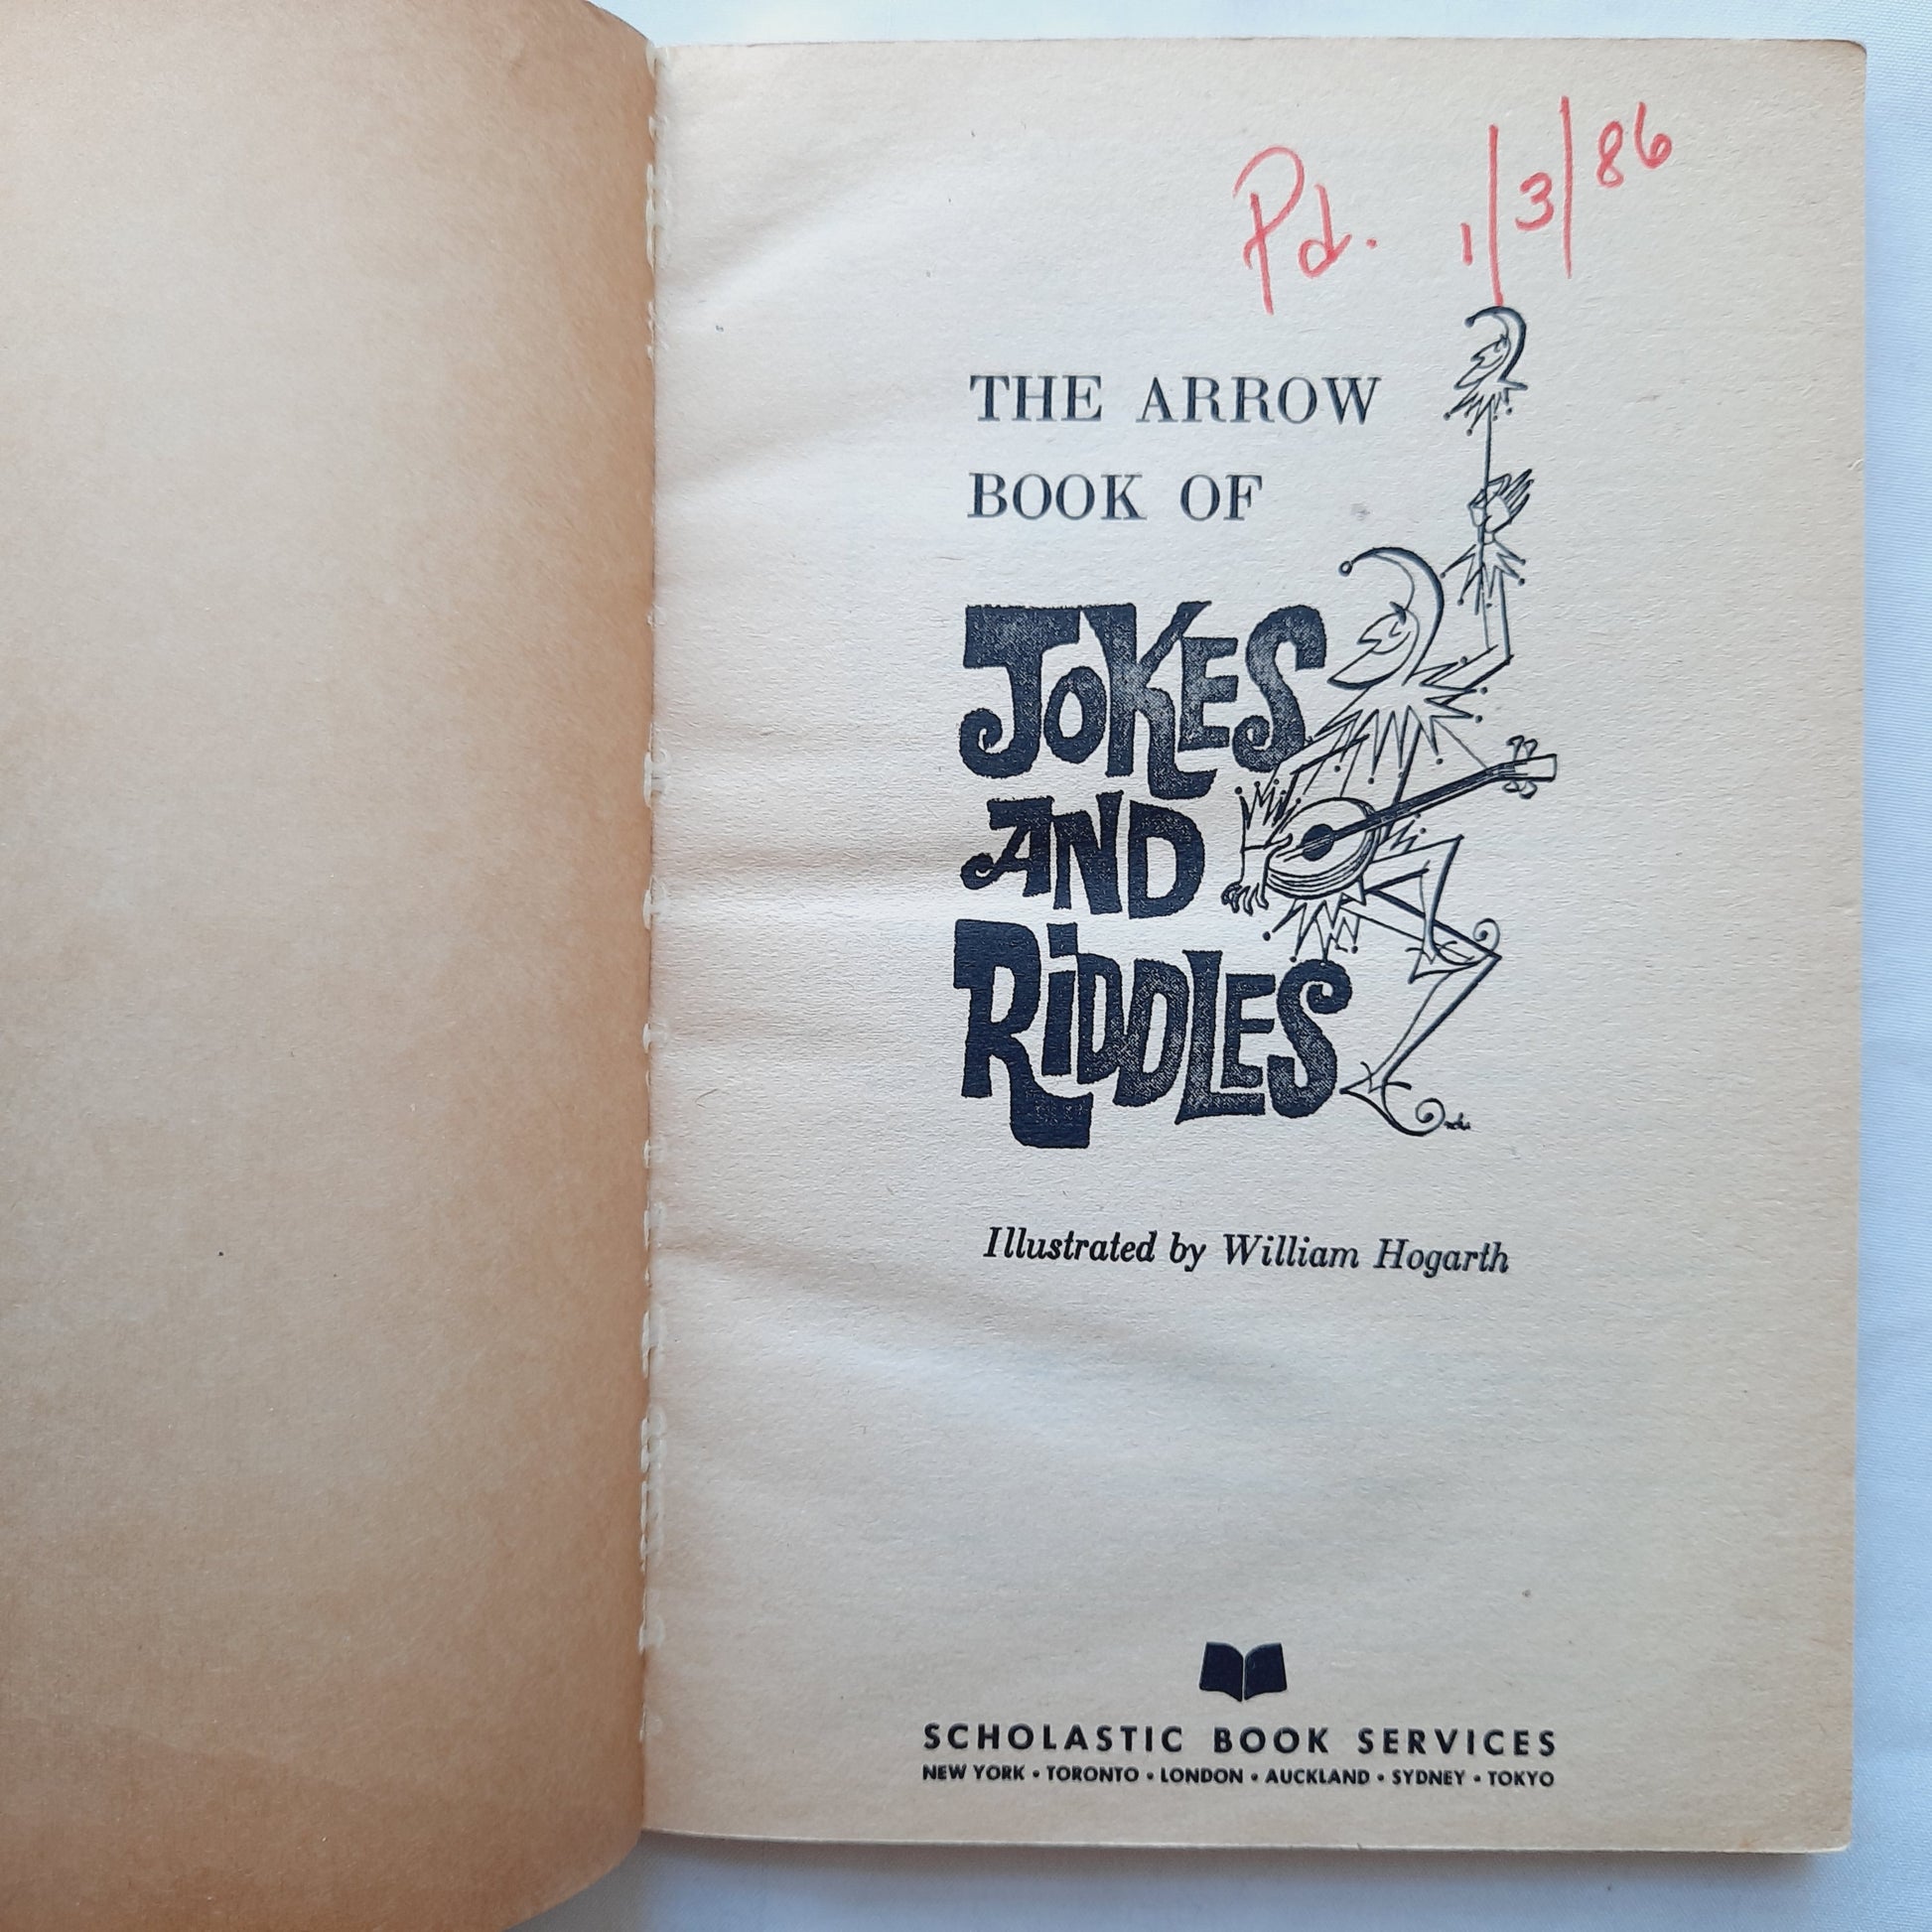 Pd. 1/3/86
THE ARROW
BOOK OF
JOKES
AND
RiDDLES
Illustrated by William Hogarth
SCHOLASTIC BOOK SERVICES
NEW YORK • TORONTO • LONDON • AUCKLAND • SYDNEY • TOKYO